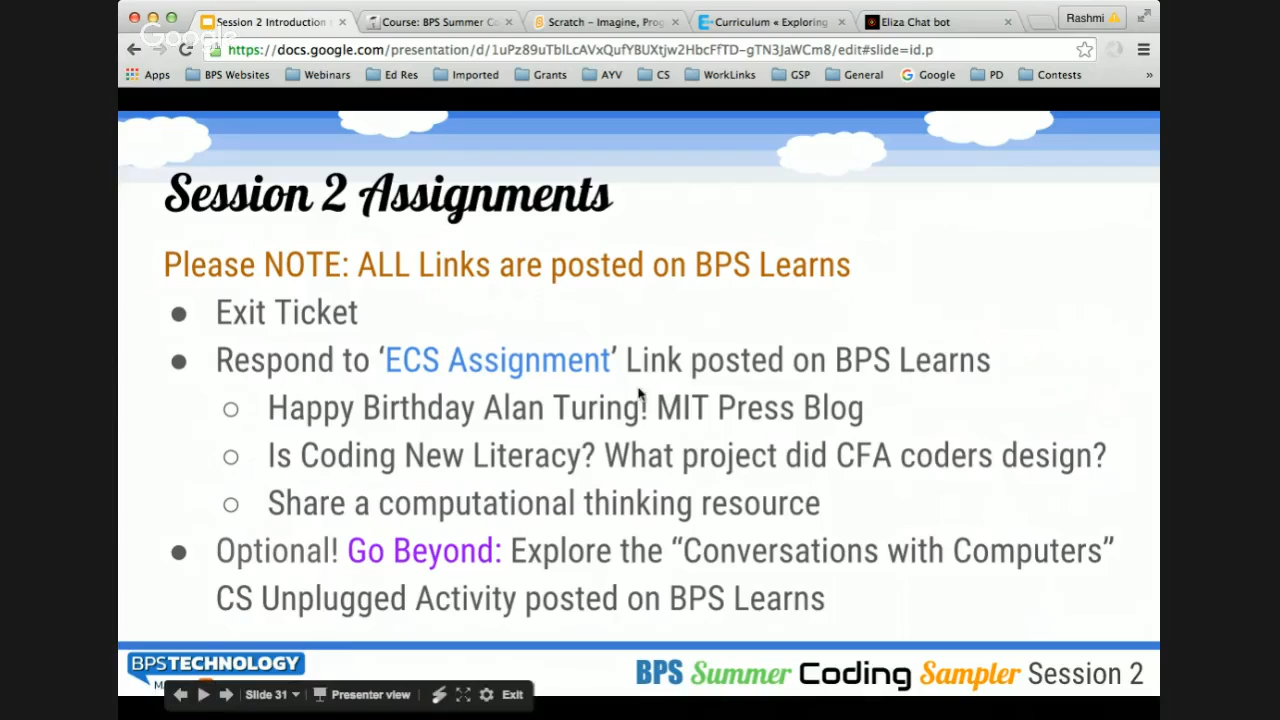 Session 2 Introduction
Course: BPS Summer Co
Scratch – Imagine, Prog
Curriculum « Exploring
Eliza Chat bot
Rashmi
Google
https://docs.google.com/presentation/d/1uPz89uTblLcAVxQufYBUXtjw2HbcFfTD-gTN3JaWCm8/edit#slide=id.p
Apps BPS Websites Webinars Ed Res Imported Grants AYV CS WorkLinks GSP General Google PD Contests »
Session 2 Assignments
Please NOTE: ALL Links are posted on BPS Learns
● Exit Ticket
● Respond to ‘ECS Assignment’ Link posted on BPS Learns
○ Happy Birthday Alan Turing! MIT Press Blog
○ Is Coding New Literacy? What project did CFA coders design?
○ Share a computational thinking resource
● Optional! Go Beyond: Explore the “Conversations with Computers”
CS Unplugged Activity posted on BPS Learns
BPSTECHNOLOGY
BPS Summer Coding Sampler Session 2
Slide 31 Presenter view Exit